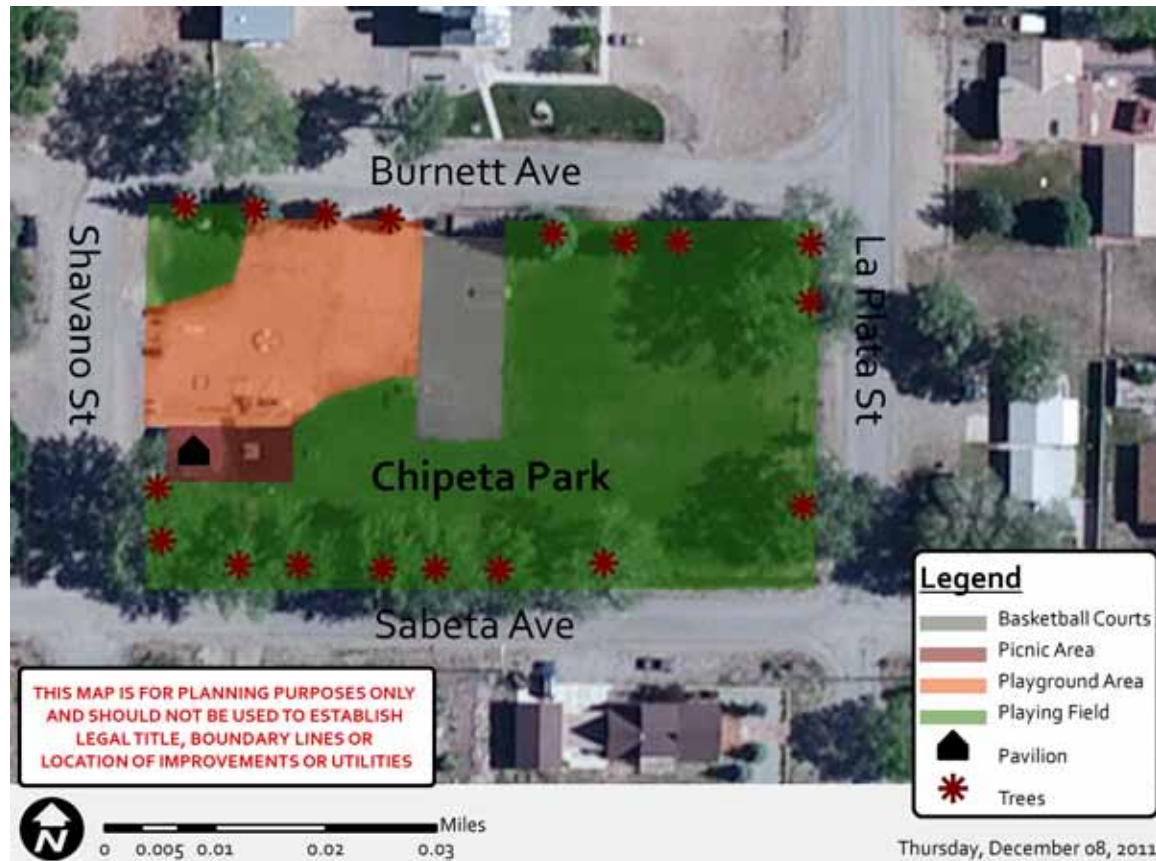 Burnett Ave
Shavano St
La Plata St
Chipeta Park
Sabeta Ave
Legend
Basketball Courts
Picnic Area
Playground Area
Playing Field
Pavilion
Trees
THIS MAP IS FOR PLANNING PURPOSES ONLY
AND SHOULD NOT BE USED TO ESTABLISH
LEGAL TITLE, BOUNDARY LINES OR
LOCATION OF IMPROVEMENTS OR UTILITIES
N
Miles
0 0.005 0.01 0.02 0.03
Thursday, December 08, 2011